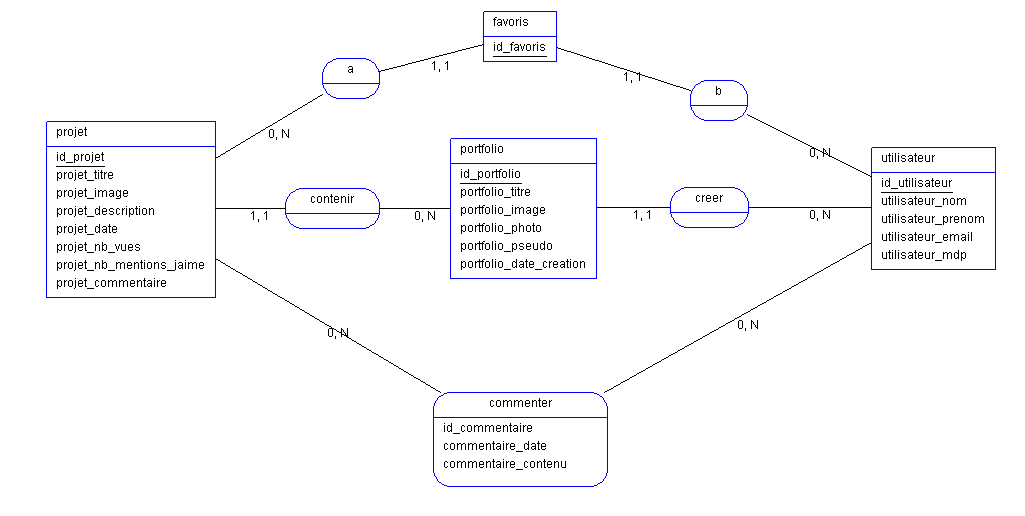 favoris
id_favoris
a
1, 1
1, 1
b
0, N
0, N
projet
id_projet
projet_titre
projet_image
projet_description
projet_date
projet_nb_vues
projet_nb_mentions_jaime
projet_commentaire
1, 1
contenir
0, N
portfolio
id_portfolio
portfolio_titre
portfolio_image
portfolio_photo
portfolio_pseudo
portfolio_date_creation
1, 1
creer
0, N
utilisateur
id_utilisateur
utilisateur_nom
utilisateur_prenom
utilisateur_email
utilisateur_mdp
0, N
0, N
commenter
id_commentaire
commentaire_date
commentaire_contenu